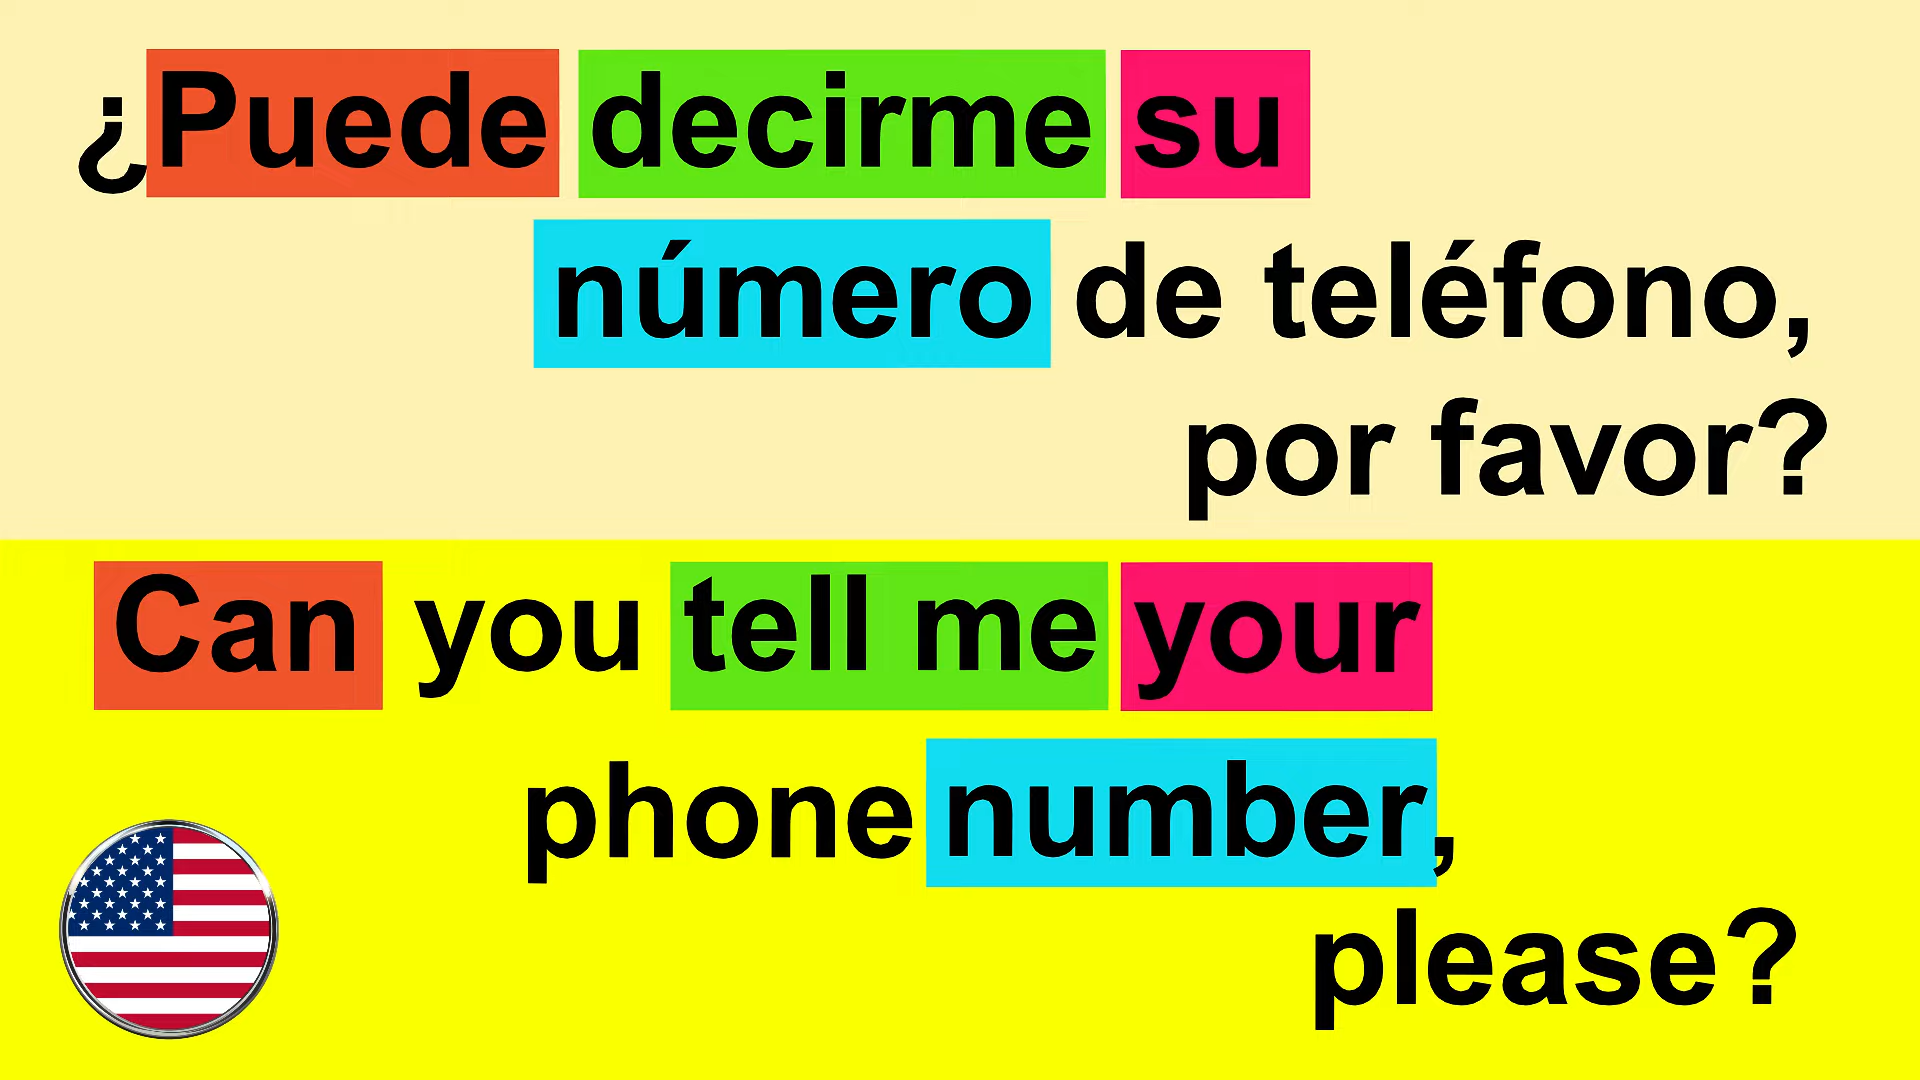 ¿Puede decirme su
número de teléfono,
por favor?
Can you tell me your
phone number,
please?